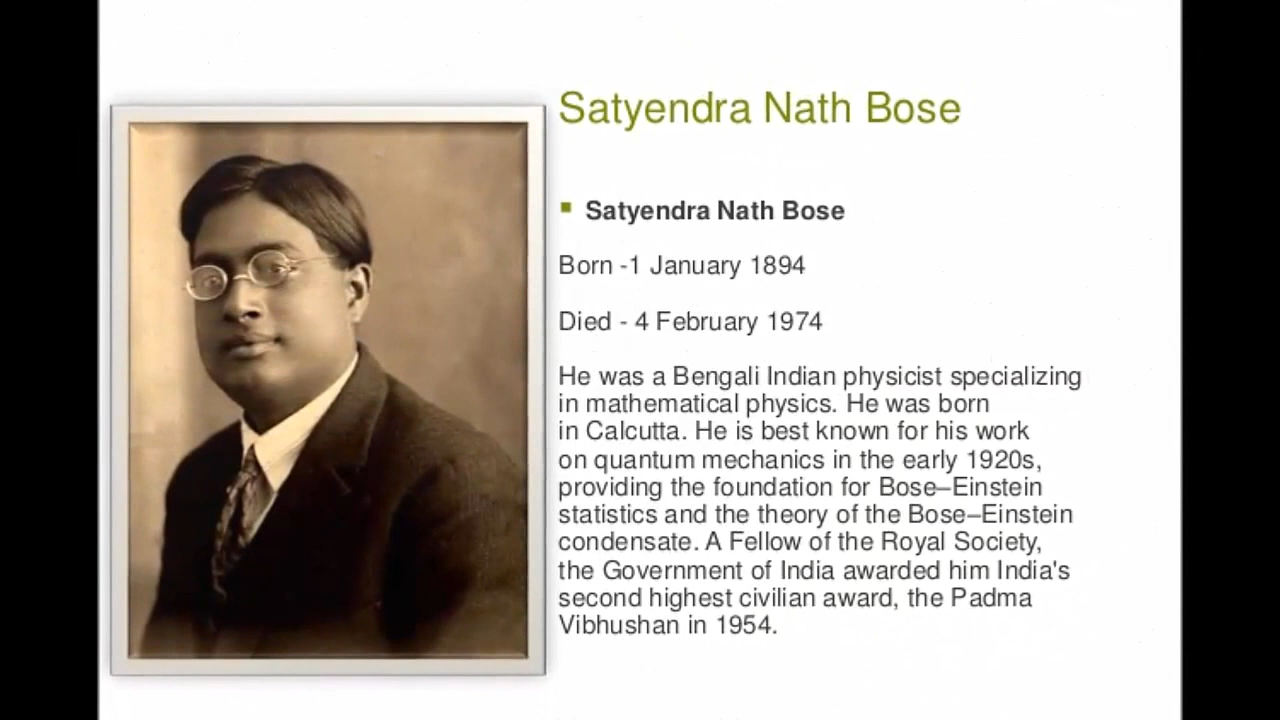 Satyendra Nath Bose
Satyendra Nath Bose
Born -1 January 1894
Died - 4 February 1974
He was a Bengali Indian physicist specializing
in mathematical physics. He was born
in Calcutta. He is best known for his work
on quantum mechanics in the early 1920s,
providing the foundation for Bose–Einstein
statistics and the theory of the Bose–Einstein
condensate. A Fellow of the Royal Society,
the Government of India awarded him India's
second highest civilian award, the Padma
Vibhushan in 1954.